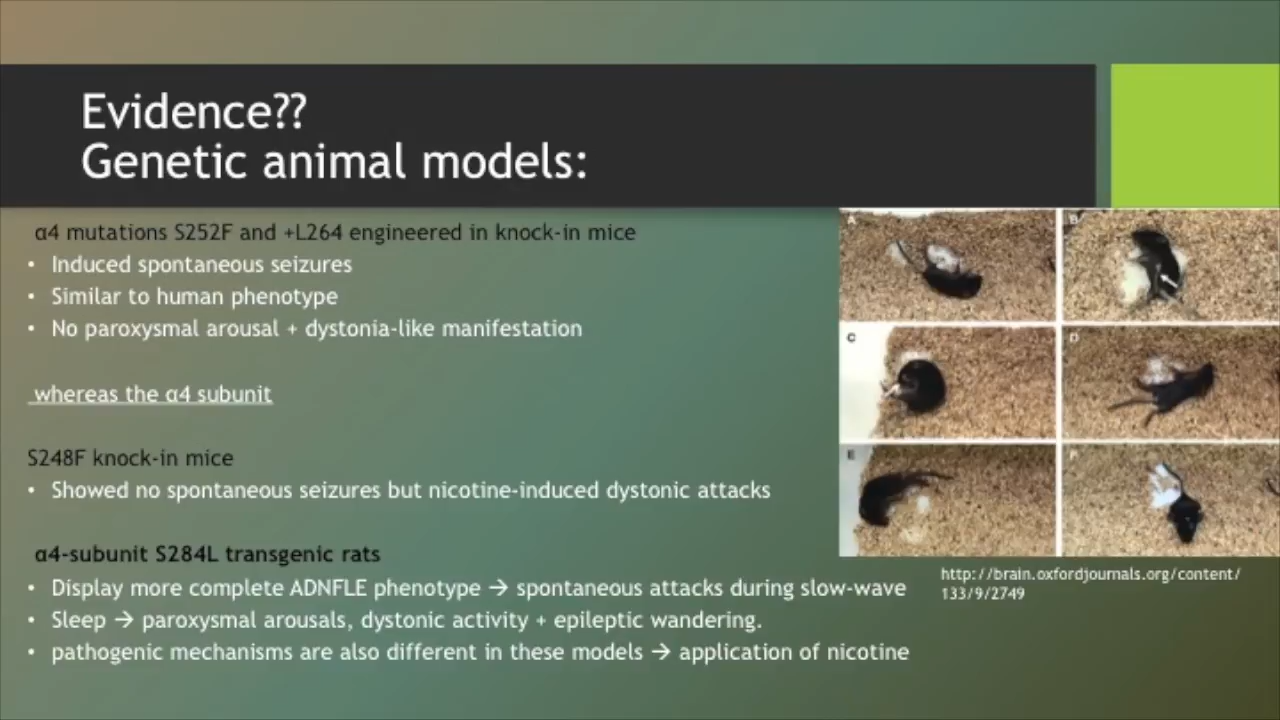 Evidence??
Genetic animal models:
α4 mutations S252F and +L264 engineered in knock-in mice
• Induced spontaneous seizures
• Similar to human phenotype
• No paroxysmal arousal + dystonia-like manifestation
whereas the α4 subunit
S248F knock-in mice
• Showed no spontaneous seizures but nicotine-induced dystonic attacks
α4-subunit S284L transgenic rats
• Display more complete ADNFLE phenotype → spontaneous attacks during slow-wave
• Sleep → paroxysmal arousals, dystonic activity + epileptic wandering.
• pathogenic mechanisms are also different in these models → application of nicotine
A
B
C
D
E
F
http://brain.oxfordjournals.org/content/
133/9/2749